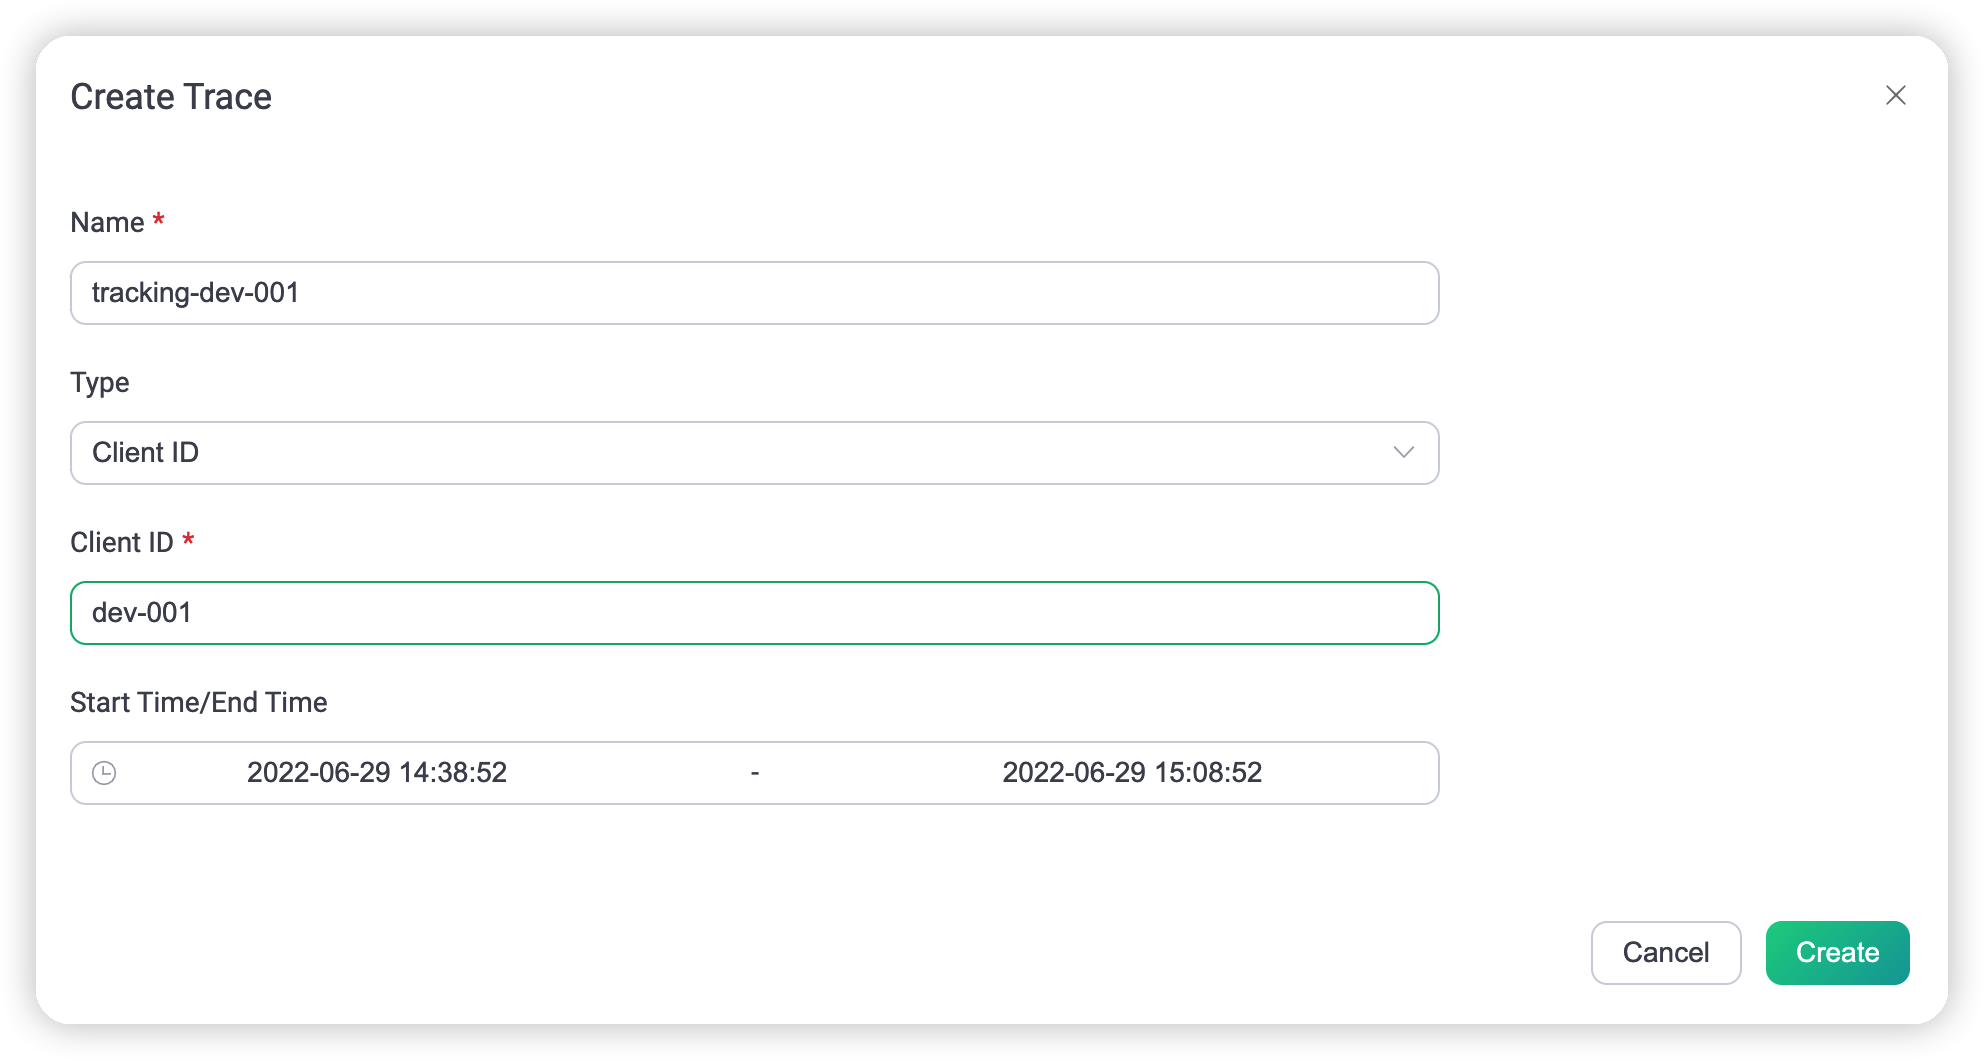 Create Trace
Name *
tracking-dev-001
Type
Client ID
Client ID *
dev-001
Start Time/End Time
2022-06-29 14:38:52 - 2022-06-29 15:08:52
Cancel Create